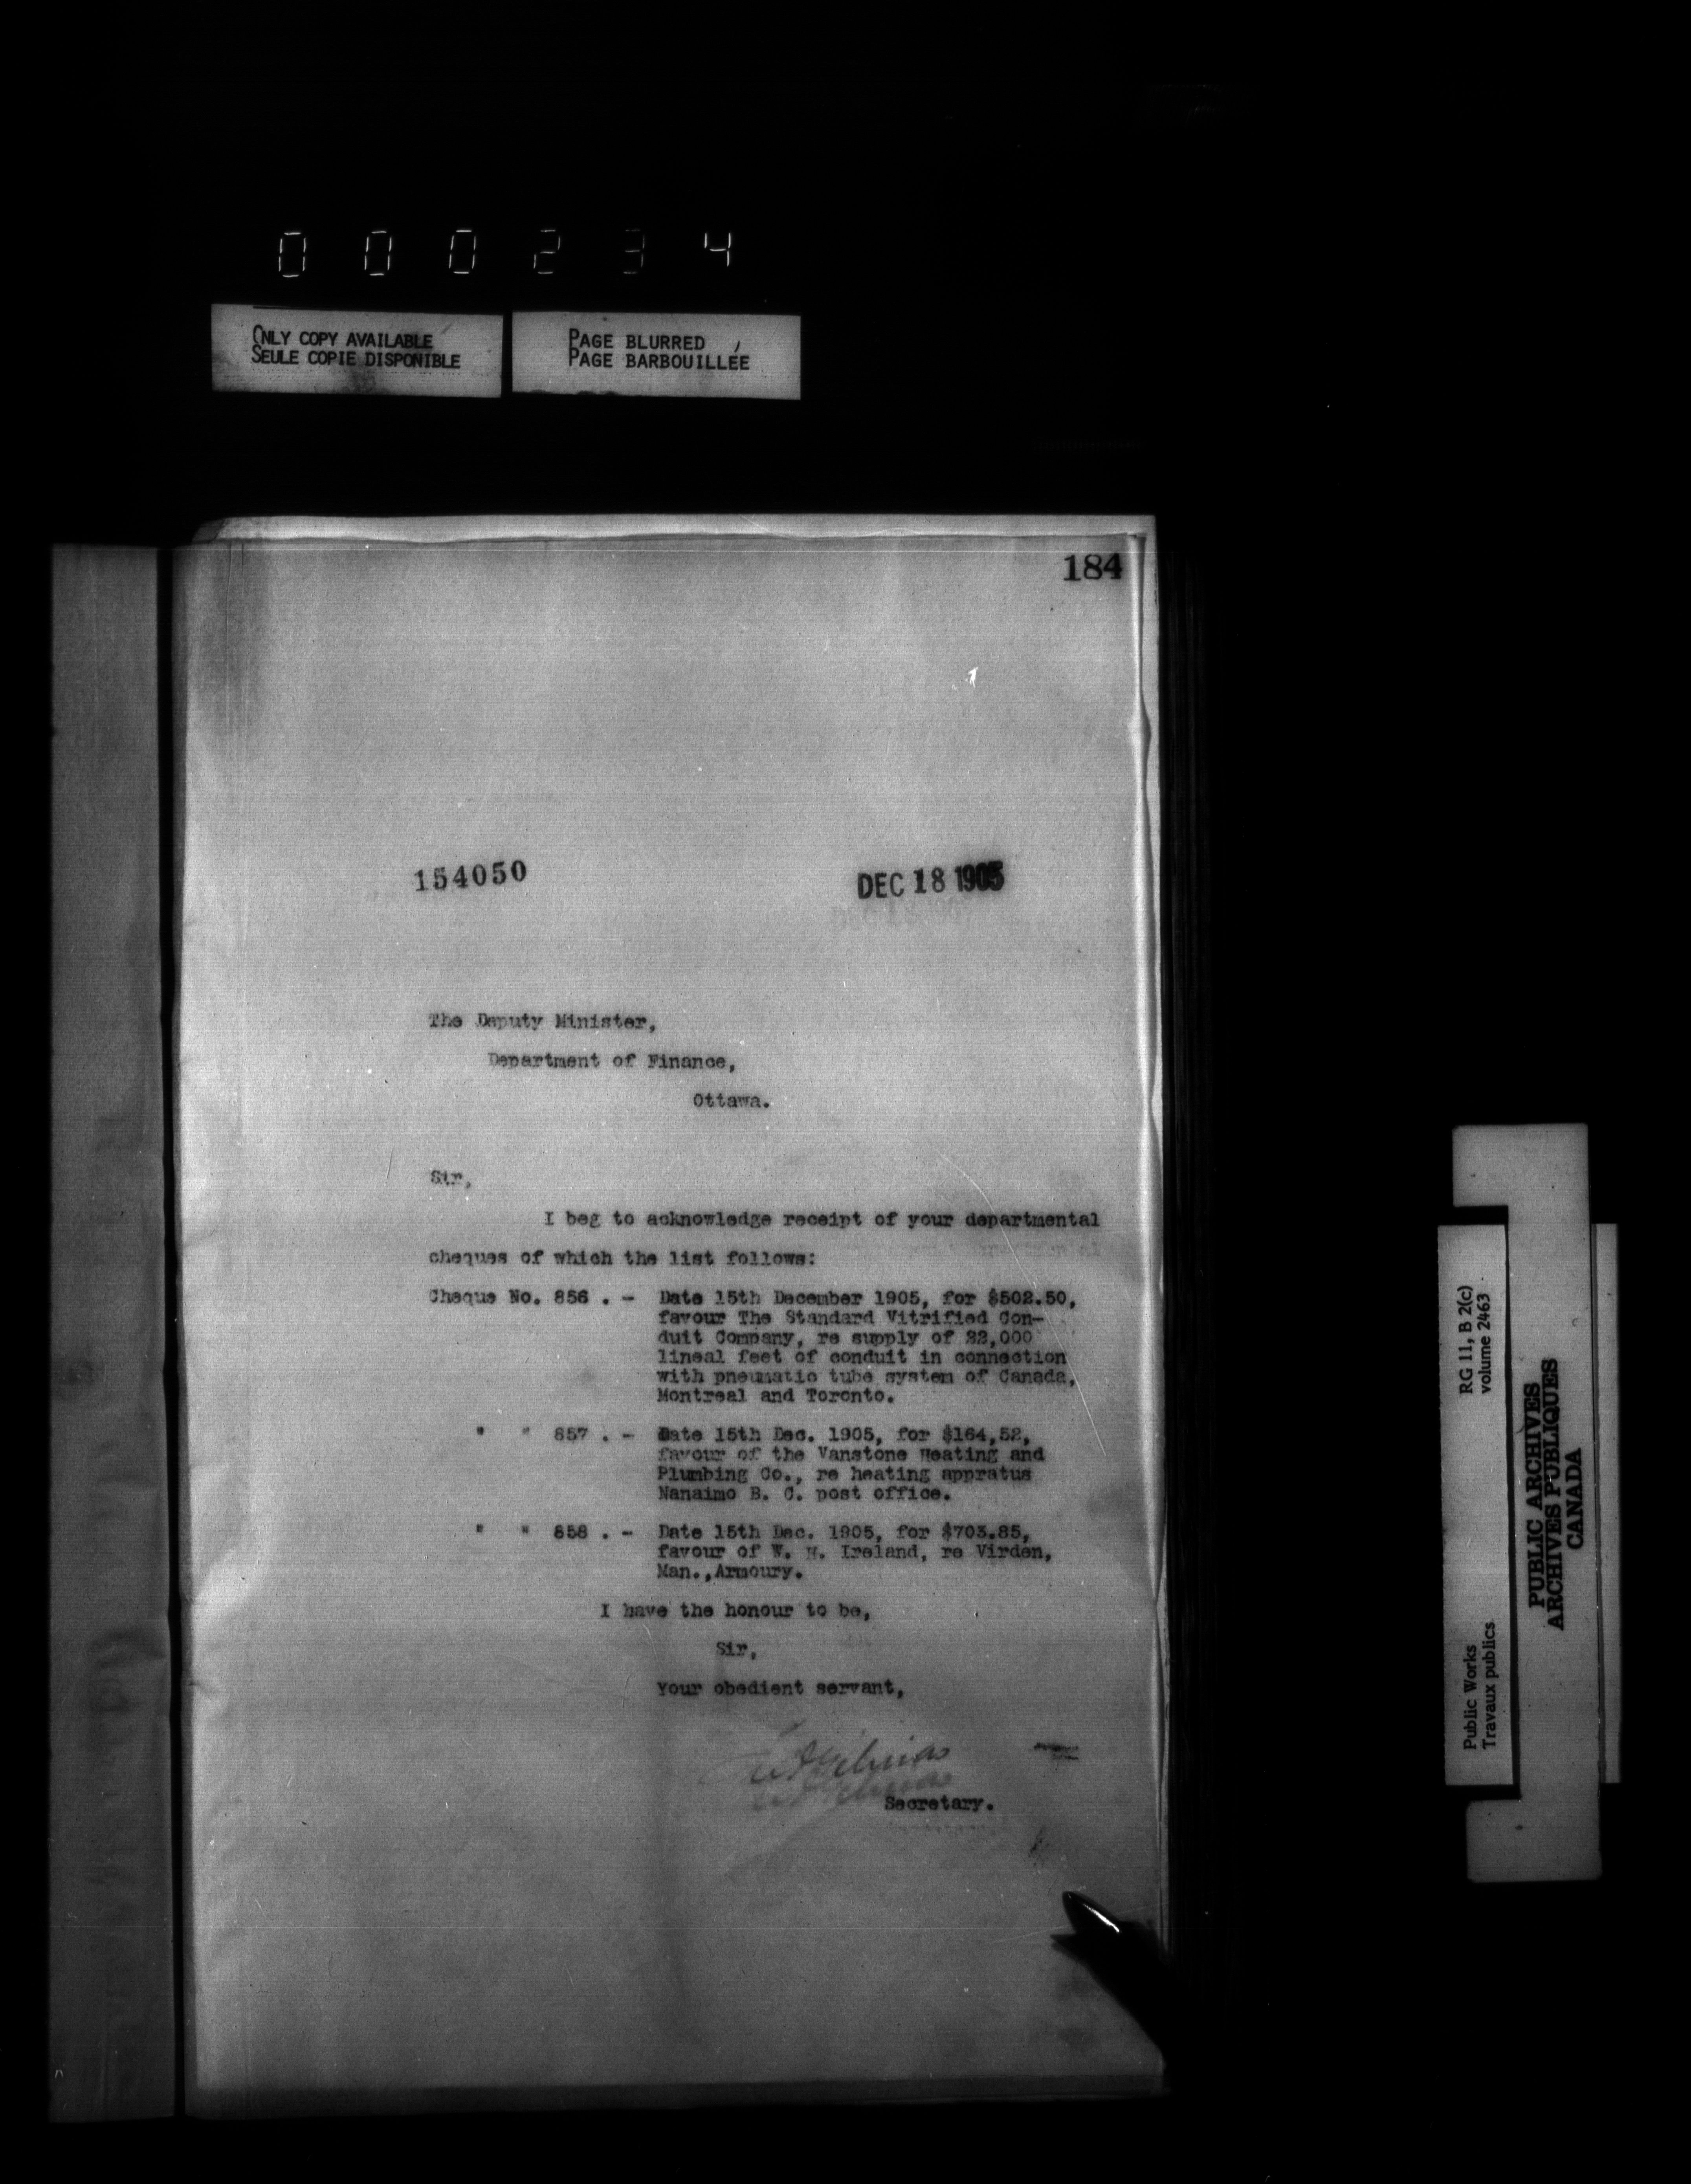 000234
ONLY COPY AVAILABLE
SEULE COPIE DISPONIBLE
PAGE BLURRED
PAGE BARBOUILLÉE
184
154050
DEC 18 1905
The Deputy Minister,
Department of Finance,
Ottawa.
Sir,
I beg to acknowledge receipt of your departmental
cheques of which the list follows:
Cheque No. 856 . - Date 15th December 1905, for $502.50,
favour The Standard Vitrified Con-
duit Company, re supply of 22,000
lineal feet of conduit in connection
with pneumatic tube system of Canada,
Montreal and Toronto.
" " 857 . - Date 15th Dec. 1905, for $164,52,
favour of the Vanstone Heating and
Plumbing Co., re heating appratus
Nanaimo B. C. post office.
" " 858 . - Date 15th Dec. 1905, for $703.85,
favour of W. H. Ireland, re Virden,
Man.,Armoury.
I have the honour to be,
Sir,
Your obedient servant,
Secretary.
RG 11, B 2(c)
volume 2463
Public Works
Travaux publics
PUBLIC ARCHIVES
ARCHIVES PUBLIQUES
CANADA